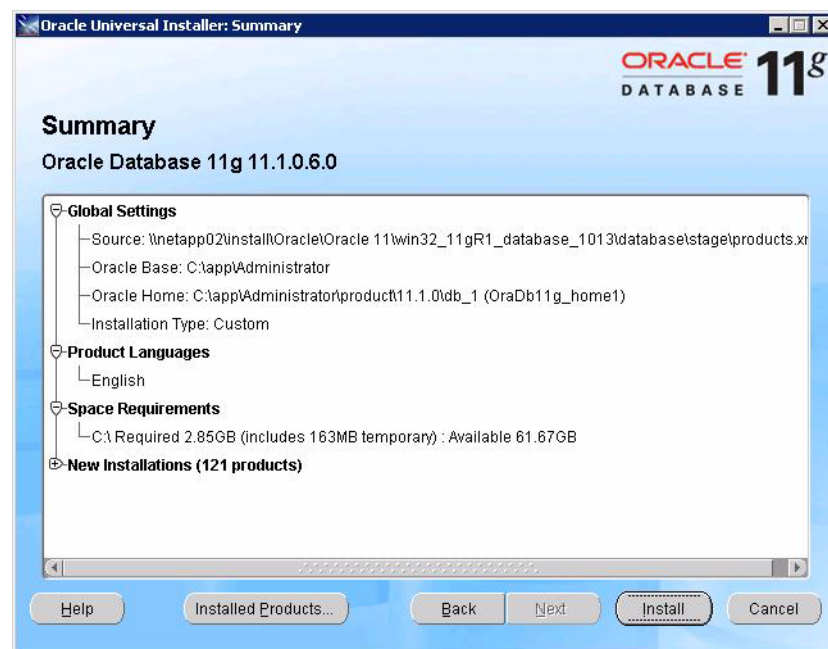 Oracle Universal Installer: Summary
ORACLE 11g
DATABASE
Summary
Oracle Database 11g 11.1.0.6.0
Global Settings
Source: \\netapp02\install\Oracle\Oracle 11\win32_11gR1_database_1013\database\stage\products.xr
Oracle Base: C:\app\Administrator
Oracle Home: C:\app\Administrator\product\11.1.0\db_1 (OraDb11g_home1)
Installation Type: Custom
Product Languages
English
Space Requirements
C:\ Required 2.85GB (includes 163MB temporary) : Available 61.67GB
New Installations (121 products)
Help Installed Products... Back Next Install Cancel